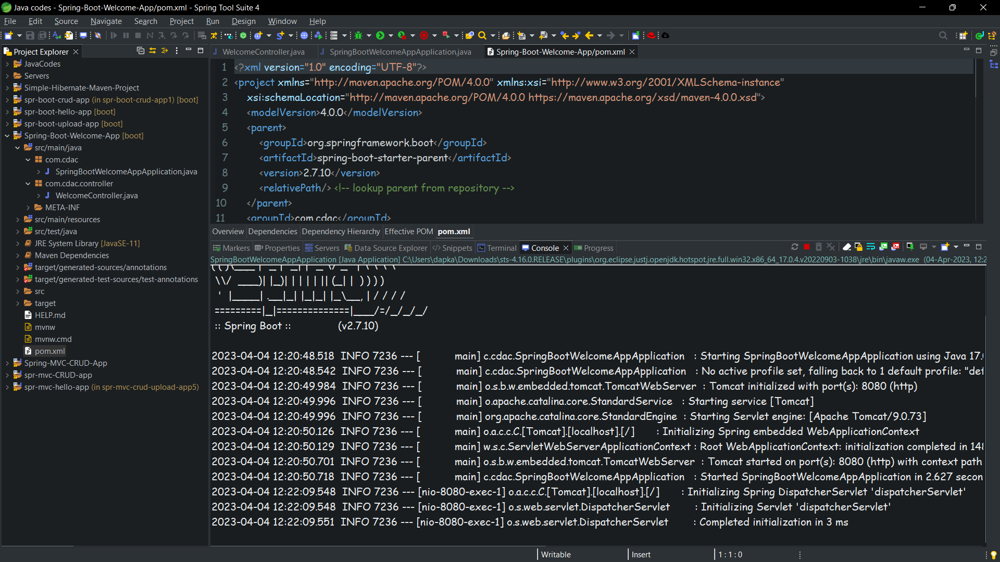 Java codes - Spring-Boot-Welcome-App/pom.xml - Spring Tool Suite 4
File Edit Source Navigate Search Project Run Design Window Help
Project Explorer
JavaCodes
Servers
Simple-Hibernate-Maven-Project
spr-boot-crud-app (in spr-boot-crud-app1) [boot]
spr-boot-hello-app [boot]
spr-boot-upload-app [boot]
Spring-Boot-Welcome-App [boot]
src/main/java
com.cdac
SpringBootWelcomeAppApplication.java
com.cdac.controller
WelcomeController.java
META-INF
src/main/resources
src/test/java
JRE System Library [JavaSE-11]
Maven Dependencies
target/generated-sources/annotations
target/generated-test-sources/test-annotations
src
target
HELP.md
mvnw
mvnw.cmd
pom.xml
Spring-MVC-CRUD-App
spr-mvc-CRUD-app
spr-mvc-hello-app (in spr-mvc-crud-upload-app5)
WelcomeController.java SpringBootWelcomeAppApplication.java Spring-Boot-Welcome-App/pom.xml
1 <?xml version="1.0" encoding="UTF-8"?>
2 <project xmlns="http://maven.apache.org/POM/4.0.0" xmlns:xsi="http://www.w3.org/2001/XMLSchema-instance"
3 xsi:schemaLocation="http://maven.apache.org/POM/4.0.0 https://maven.apache.org/xsd/maven-4.0.0.xsd">
4 <modelVersion>4.0.0</modelVersion>
5 <parent>
6 <groupId>org.springframework.boot</groupId>
7 <artifactId>spring-boot-starter-parent</artifactId>
8 <version>2.7.10</version>
9 <relativePath/> <!-- lookup parent from repository -->
10 </parent>
11 <groupId>com.cdac</groupId>
Overview Dependencies Dependency Hierarchy Effective POM pom.xml
Markers Properties Servers Data Source Explorer Snippets Terminal Console Progress
SpringBootWelcomeAppApplication [Java Application] C:\Users\dapka\Downloads\sts-4.16.0.RELEASE\plugins\org.eclipse.justj.openjdk.hotspot.jre.full.win32.x86_64_17.0.4.v20220903-1038\jre\bin\javaw.exe (04-Apr-2023, 12:2
:: Spring Boot :: (v2.7.10)
2023-04-04 12:20:48.518 INFO 7236 --- [ main] c.cdac.SpringBootWelcomeAppApplication : Starting SpringBootWelcomeAppApplication using Java 17.
2023-04-04 12:20:48.542 INFO 7236 --- [ main] c.cdac.SpringBootWelcomeAppApplication : No active profile set, falling back to 1 default profile: "def
2023-04-04 12:20:49.984 INFO 7236 --- [ main] o.s.b.w.embedded.tomcat.TomcatWebServer : Tomcat initialized with port(s): 8080 (http)
2023-04-04 12:20:49.996 INFO 7236 --- [ main] o.apache.catalina.core.StandardService : Starting service [Tomcat]
2023-04-04 12:20:49.996 INFO 7236 --- [ main] org.apache.catalina.core.StandardEngine : Starting Servlet engine: [Apache Tomcat/9.0.73]
2023-04-04 12:20:50.126 INFO 7236 --- [ main] o.a.c.c.C.[Tomcat].[localhost].[/] : Initializing Spring embedded WebApplicationContext
2023-04-04 12:20:50.129 INFO 7236 --- [ main] w.s.c.ServletWebServerApplicationContext : Root WebApplicationContext: initialization completed in 148
2023-04-04 12:20:50.701 INFO 7236 --- [ main] o.s.b.w.embedded.tomcat.TomcatWebServer : Tomcat started on port(s): 8080 (http) with context path
2023-04-04 12:20:50.718 INFO 7236 --- [ main] c.cdac.SpringBootWelcomeAppApplication : Started SpringBootWelcomeAppApplication in 2.627 secon
2023-04-04 12:22:09.548 INFO 7236 --- [nio-8080-exec-1] o.a.c.c.C.[Tomcat].[localhost].[/] : Initializing Spring DispatcherServlet 'dispatcherServlet'
2023-04-04 12:22:09.548 INFO 7236 --- [nio-8080-exec-1] o.s.web.servlet.DispatcherServlet : Initializing Servlet 'dispatcherServlet'
2023-04-04 12:22:09.551 INFO 7236 --- [nio-8080-exec-1] o.s.web.servlet.DispatcherServlet : Completed initialization in 3 ms
Writable Insert 1 : 1 : 0